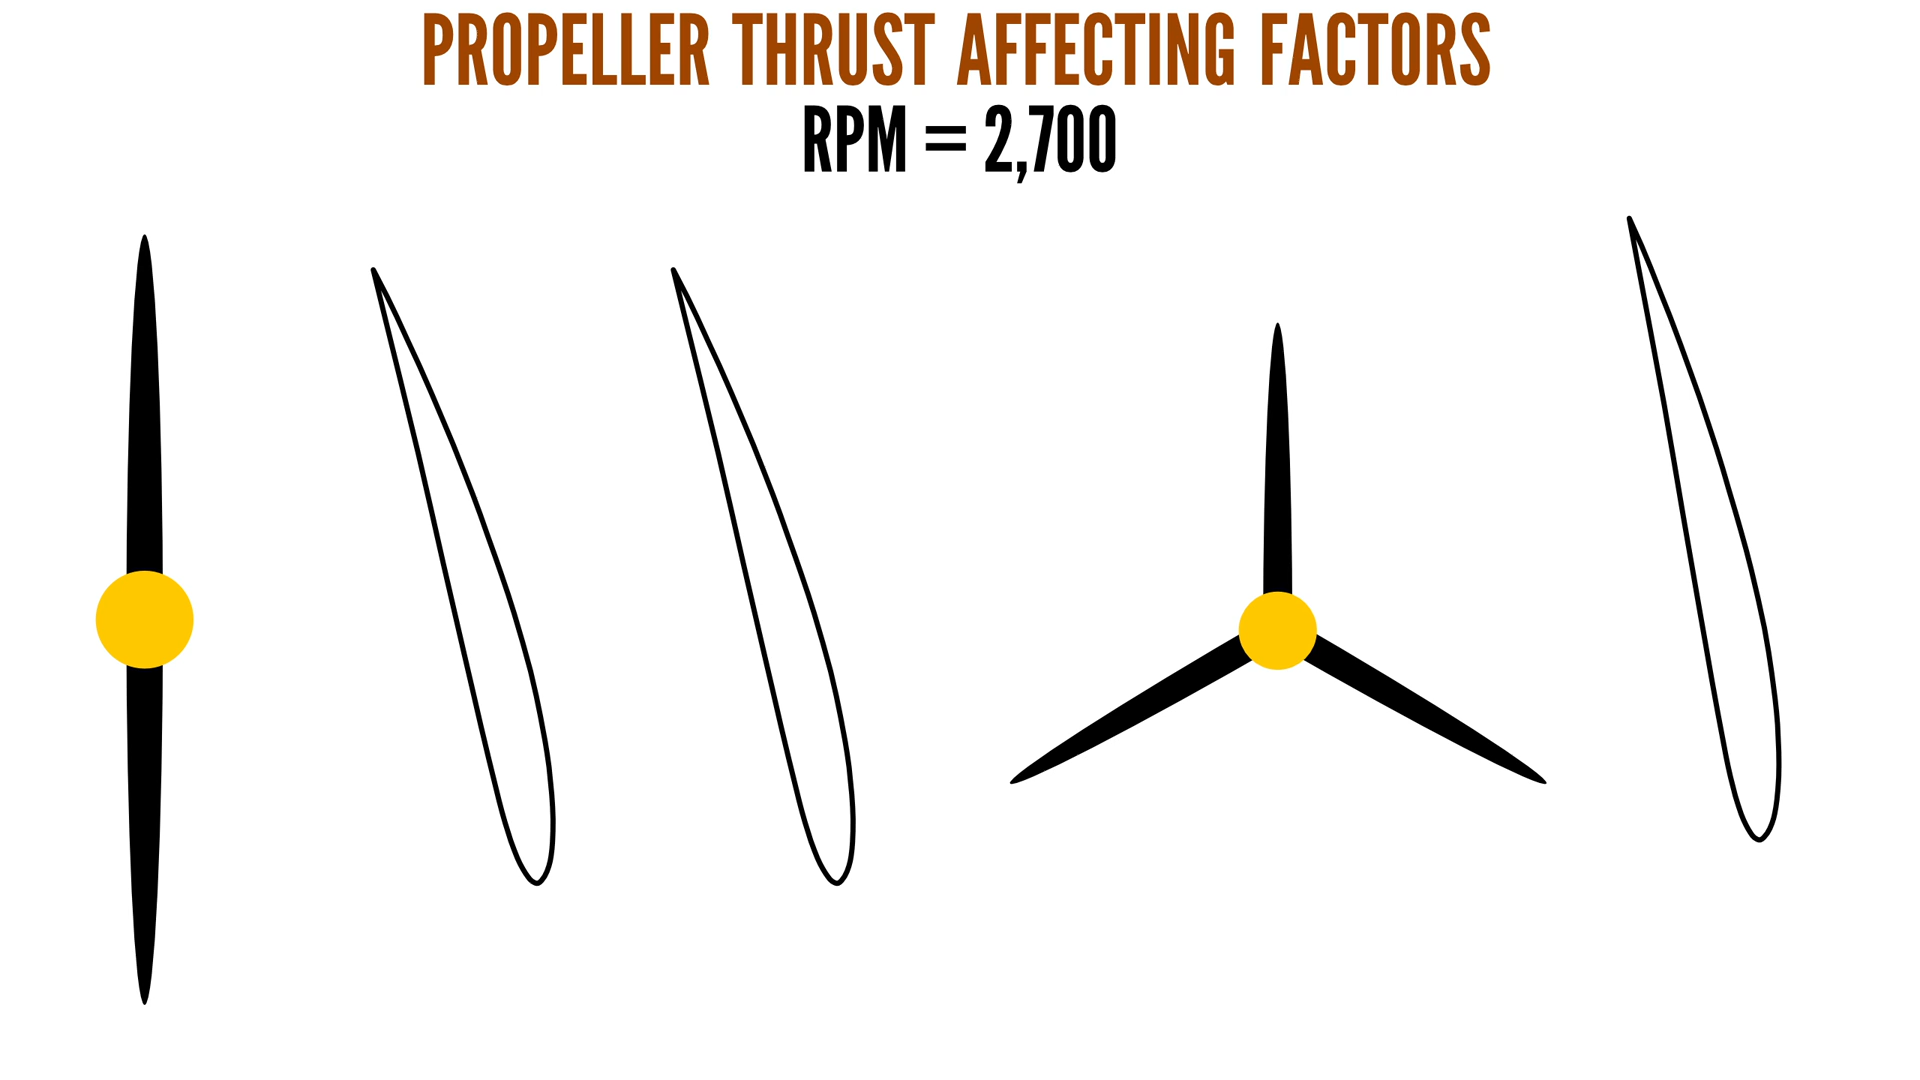 PROPELLER THRUST AFFECTING FACTORS
RPM = 2,700